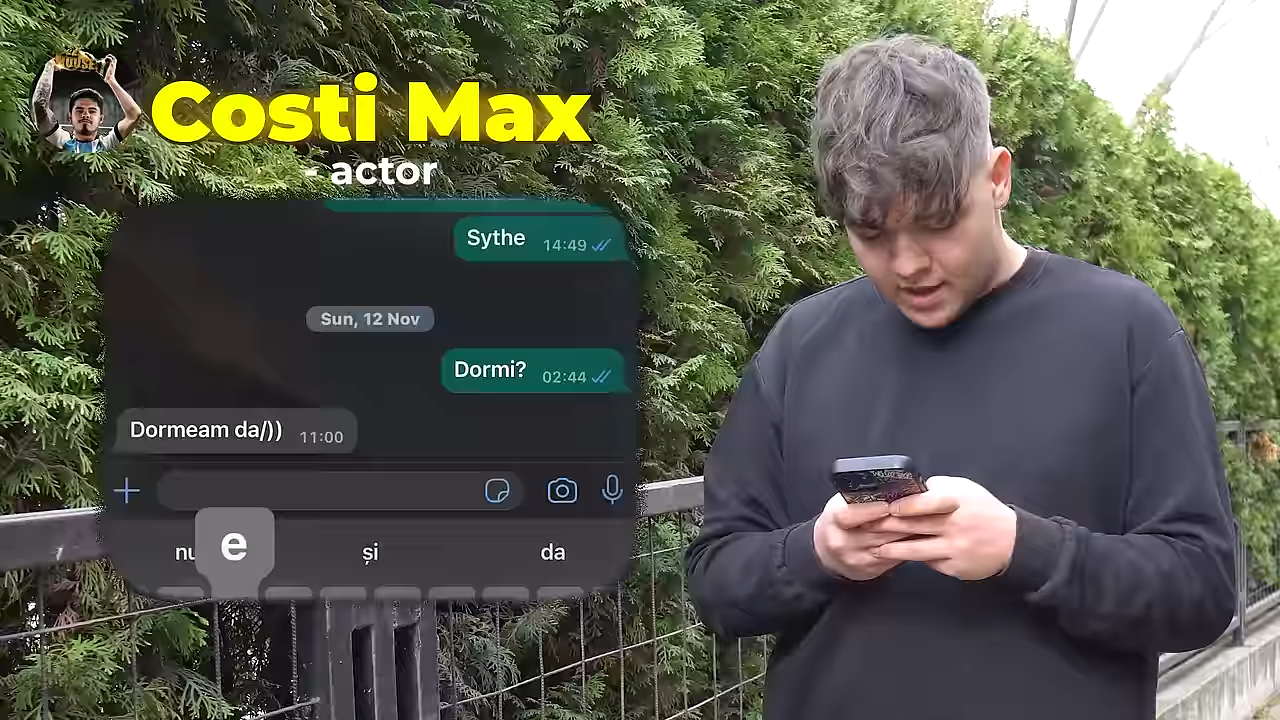 HOUSE
Costi Max
- actor
Sythe 14:49
Sun, 12 Nov
Dormi? 02:44
Dormeam da/)) 11:00
nu e și da